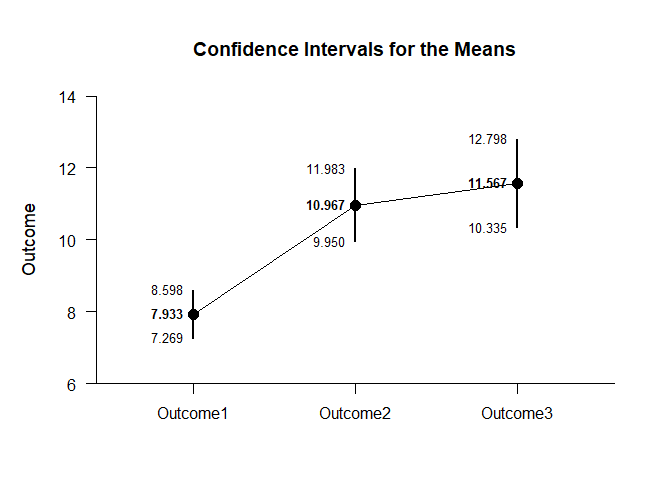 Confidence Intervals for the Means
Outcome
14
12
10
8
6
8.598
7.933
7.269
11.983
10.967
9.950
12.798
11.567
10.335
Outcome1
Outcome2
Outcome3